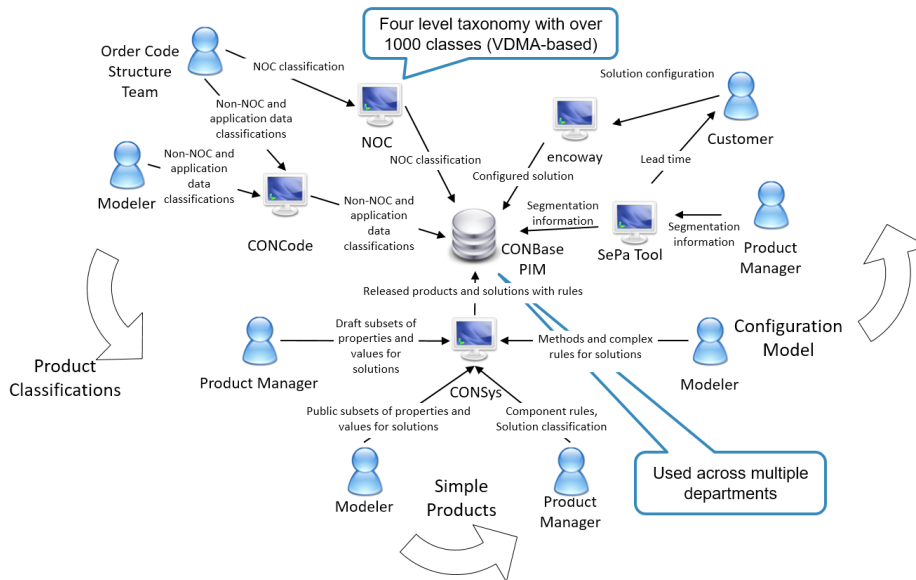 Four level taxonomy with over
1000 classes (VDMA-based)
Order Code
Structure
Team
NOC classification
Non-NOC and
application data
classifications
NOC
Solution configuration
encoway
Customer
Modeler
Non-NOC and
application
data
classifications
CONCode
NOC classification
Configured solution
Lead time
Non-NOC and
application
data
classifications
Segmentation
information
CONBase
PIM
SePa Tool
Segmentation
information
Product
Manager
Released products and solutions with rules
Product
Classifications
Product Manager
Draft subsets of
properties and
values for
solutions
CONSys
Methods and complex
rules for solutions
Modeler
Configuration
Model
Public subsets of properties and
values for solutions
Component rules,
Solution classification
Modeler
Simple
Products
Product
Manager
Used across multiple
departments